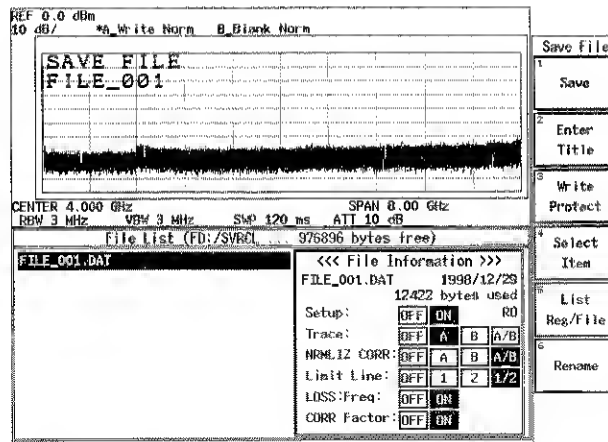 REF 0.0 dBm
10 dB/ *A_Write Norm B_Blank Norm
SAVE FILE
FILE_001
CENTER 4.000 GHz SPAN 8.00 GHz
RBW 3 MHz VBW 3 MHz SWP 120 ms ATT 10 dB
File List (FD:/SVRCL ... 976896 bytes free)
FILE_001.DAT
<<< File Information >>>
FILE_001.DAT 1998/12/29
12422 bytes used
Setup: OFF ON RO
Trace: OFF A B A/B
NRMLIZ CORR: OFF A B A/B
Limit Line: OFF 1 2 1/2
LOSS:Freq: OFF ON
CORR Factor: OFF ON
Save File
1 Save
2 Enter
Title
3 Write
Protect
4 Select
Item
5 List
Reg/File
6 Rename